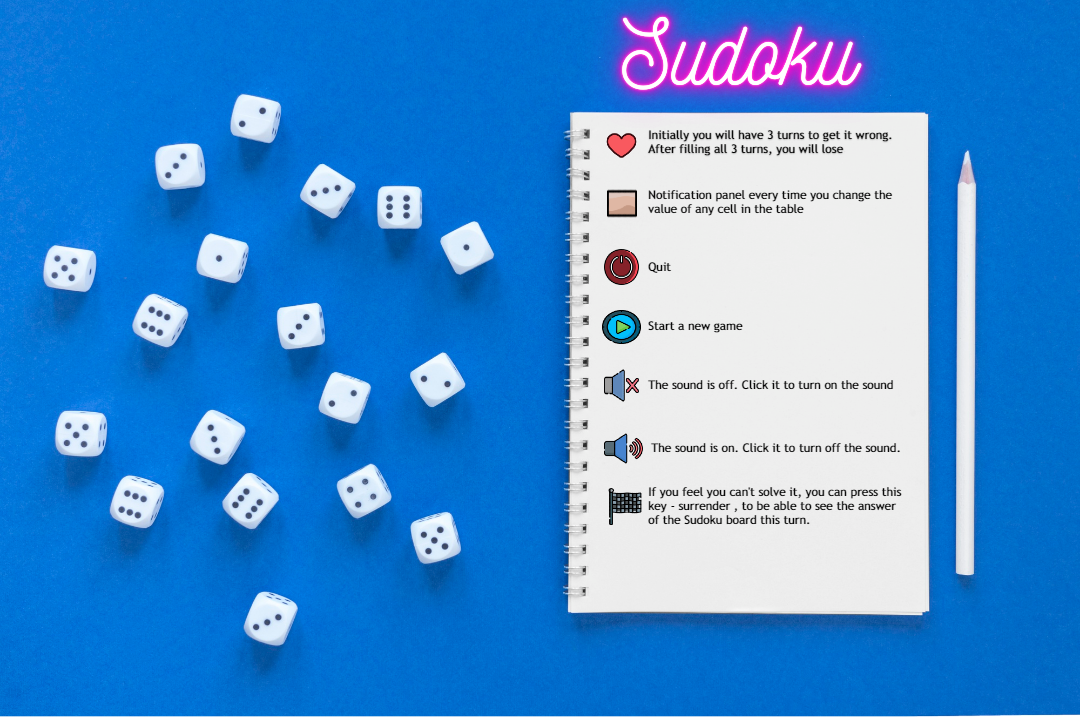 Sudoku
Initially you will have 3 turns to get it wrong.
After filling all 3 turns, you will lose
Notification panel every time you change the
value of any cell in the table
Quit
Start a new game
The sound is off. Click it to turn on the sound
The sound is on. Click it to turn off the sound.
If you feel you can't solve it, you can press this
key - surrender , to be able to see the answer
of the Sudoku board this turn.